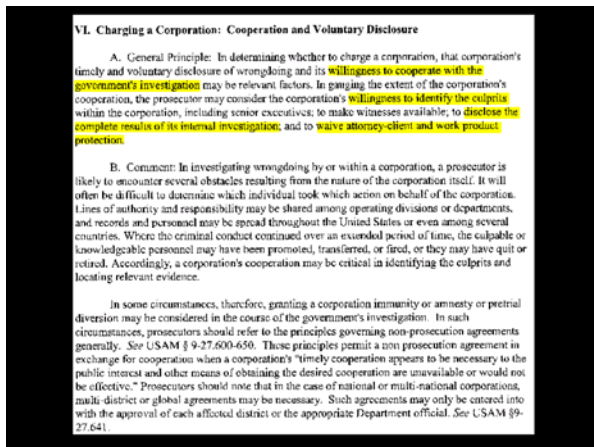 VI. Charging a Corporation: Cooperation and Voluntary Disclosure
A. General Principle: In determining whether to charge a corporation, that corporation's
timely and voluntary disclosure of wrongdoing and its willingness to cooperate with the
government's investigation may be relevant factors. In gauging the extent of the corporation's
cooperation, the prosecutor may consider the corporation's willingness to identify the culprits
within the corporation, including senior executives; to make witnesses available; to disclose the
complete results of its internal investigation; and to waive attorney-client and work product
protection.
B. Comment: In investigating wrongdoing by or within a corporation, a prosecutor is
likely to encounter several obstacles resulting from the nature of the corporation itself. It will
often be difficult to determine which individual took which action on behalf of the corporation.
Lines of authority and responsibility may be shared among operating divisions or departments,
and records and personnel may be spread throughout the United States or even among several
countries. Where the criminal conduct continued over an extended period of time, the culpable or
knowledgeable personnel may have been promoted, transferred, or fired, or they may have quit or
retired. Accordingly, a corporation's cooperation may be critical in identifying the culprits and
locating relevant evidence.
In some circumstances, therefore, granting a corporation immunity or amnesty or pretrial
diversion may be considered in the course of the government's investigation. In such
circumstances, prosecutors should refer to the principles governing non-prosecution agreements
generally. See USAM § 9-27.600-650. These principles permit a non prosecution agreement in
exchange for cooperation when a corporation's "timely cooperation appears to be necessary to the
public interest and other means of obtaining the desired cooperation are unavailable or would not
be effective." Prosecutors should note that in the case of national or multi-national corporations,
multi-district or global agreements may be necessary. Such agreements may only be entered into
with the approval of each affected district or the appropriate Department official. See USAM §9-
27.641.